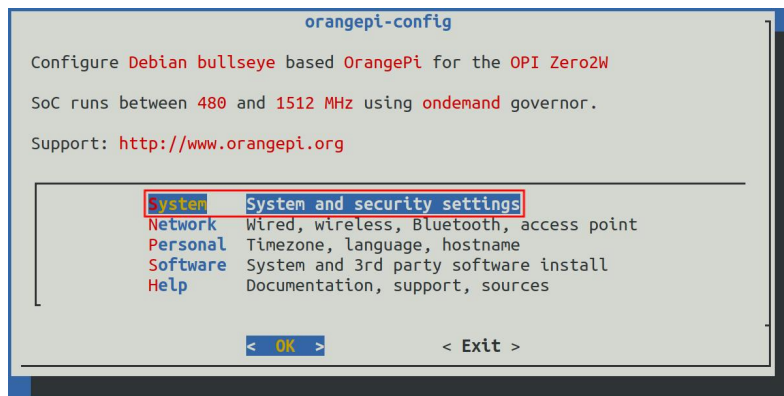 orangepi-config
Configure Debian bullseye based OrangePi for the OPI Zero2W
SoC runs between 480 and 1512 MHz using ondemand governor.
Support: http://www.orangepi.org
System System and security settings
Network Wired, wireless, Bluetooth, access point
Personal Timezone, language, hostname
Software System and 3rd party software install
Help Documentation, support, sources
< OK > < Exit >